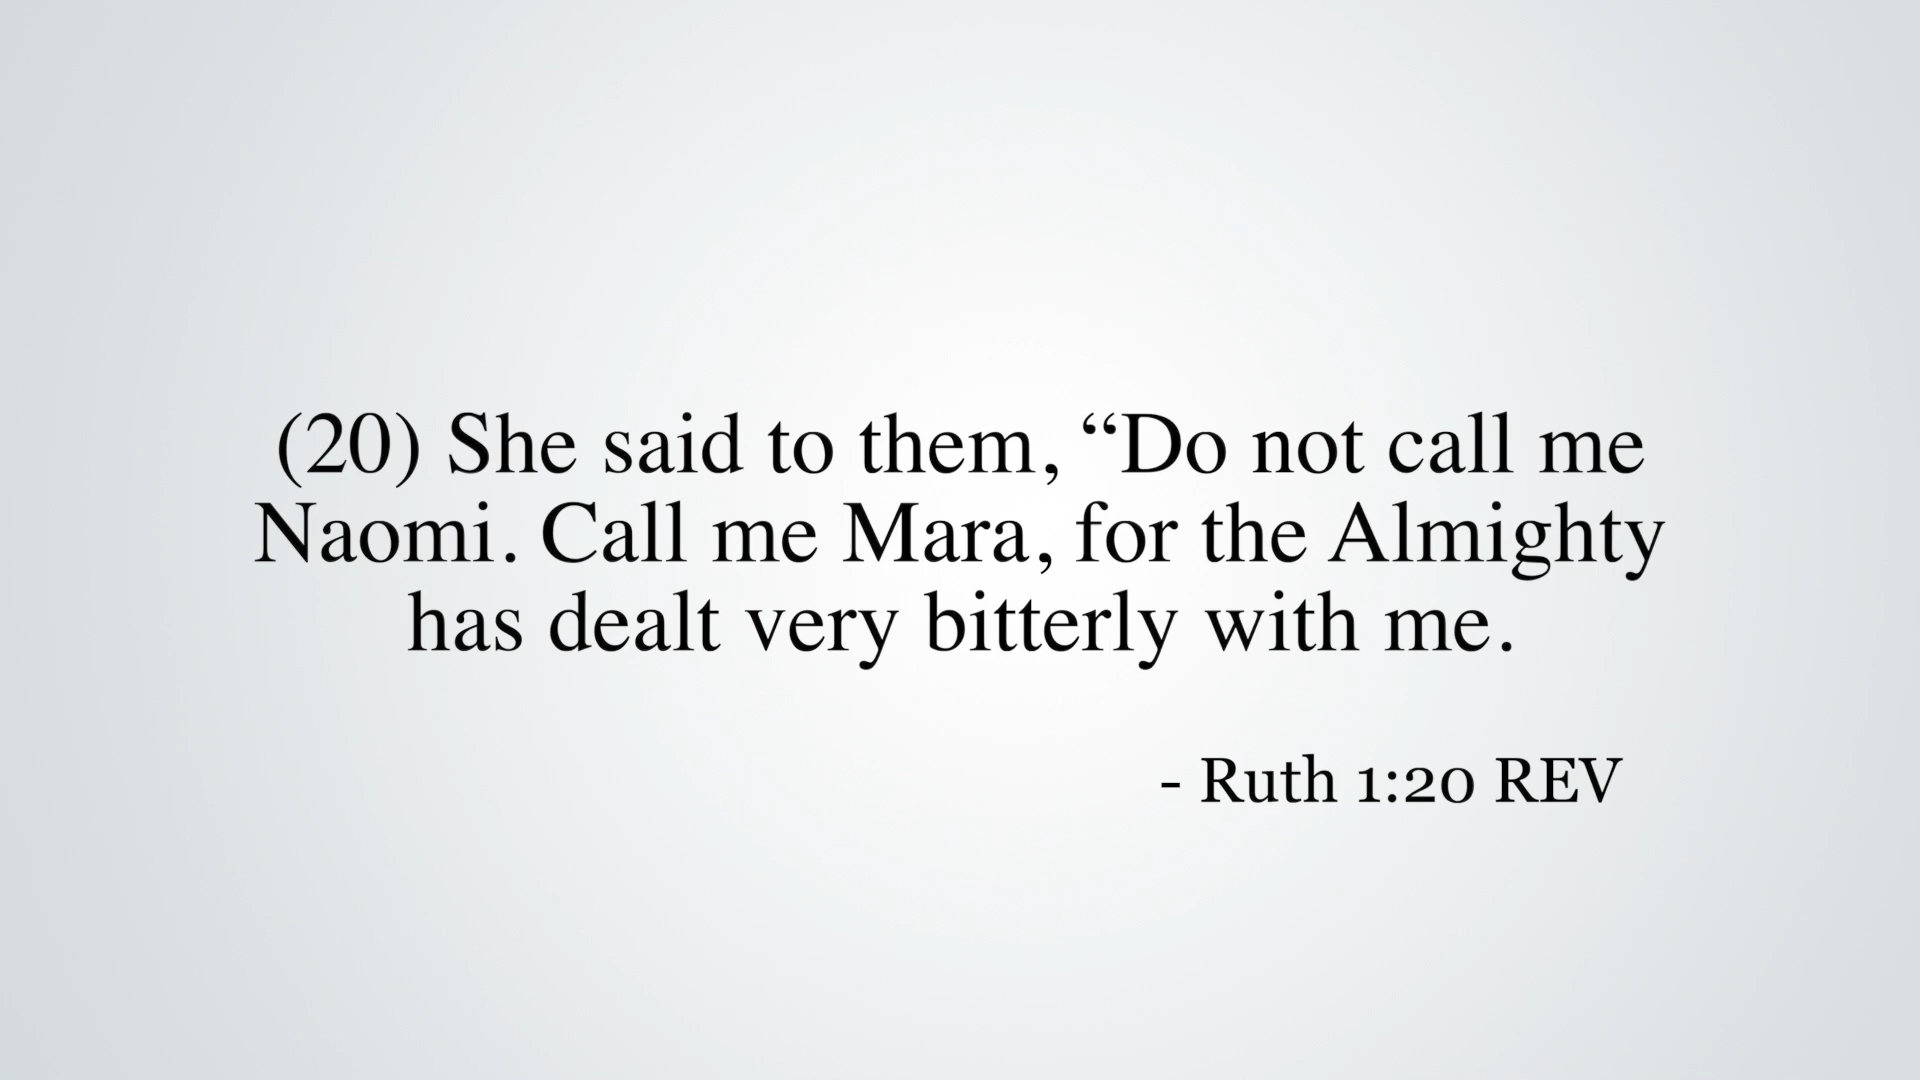 (20) She said to them, “Do not call me
Naomi. Call me Mara, for the Almighty
has dealt very bitterly with me.
- Ruth 1:20 REV